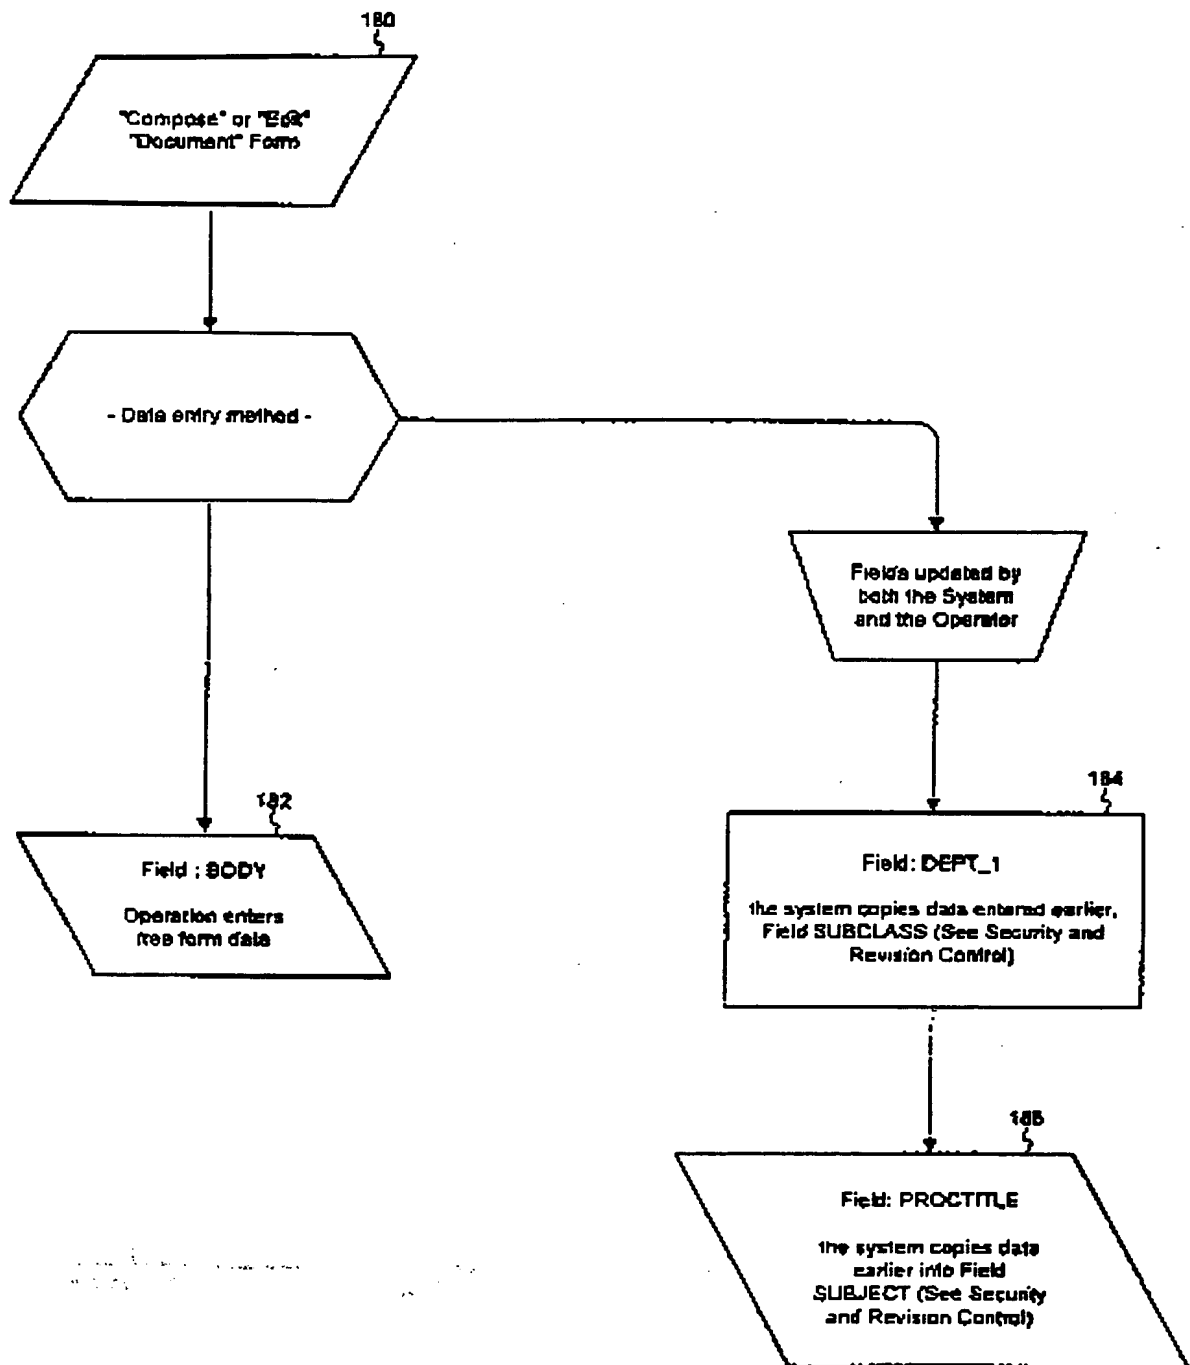 180
"Compose" or "Edit"
"Document" Form
- Data entry method -
Fields updated by
both the System
and the Operator
182
Field : BODY
Operation enters
free form data
184
Field: DEPT_1
the system copies data entered earlier,
Field SUBCLASS (See Security and
Revision Control)
Field: PROCTITLE
the system copies data
earlier into Field
SUBJECT (See Security
and Revision Control)